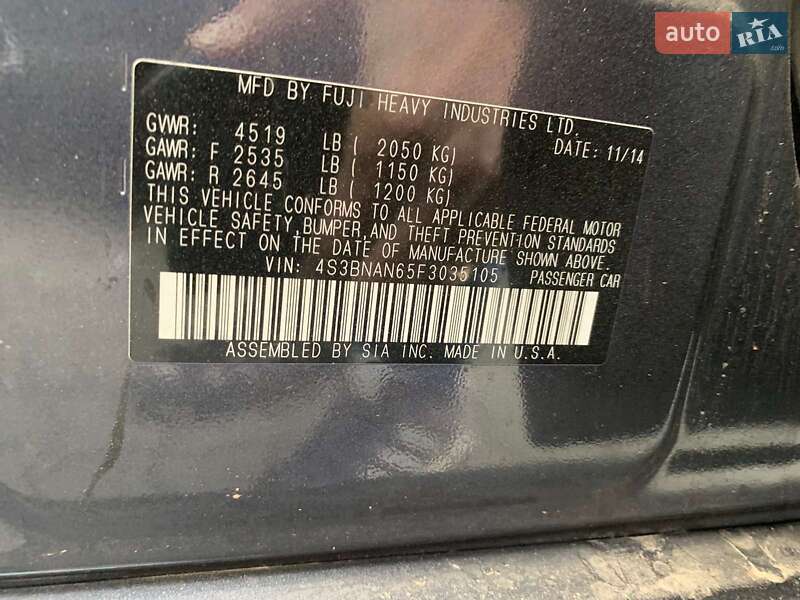 auto RIA.com
MFD BY FUJI HEAVY INDUSTRIES LTD.
GVWR: 4519 LB ( 2050 KG) DATE: 11/14
GAWR: F 2535 LB ( 1150 KG)
GAWR: R 2645 LB ( 1200 KG)
THIS VEHICLE CONFORMS TO ALL APPLICABLE FEDERAL MOTOR
VEHICLE SAFETY, BUMPER, AND THEFT PREVENTION STANDARDS
IN EFFECT ON THE DATE OF MANUFACTURE SHOWN ABOVE.
VIN: 4S3BNAN65F3035105 PASSENGER CAR
ASSEMBLED BY SIA INC. MADE IN U.S.A.